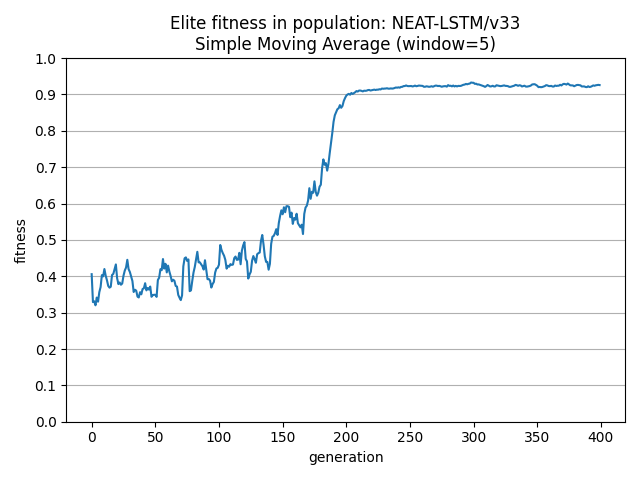 Elite fitness in population: NEAT-LSTM/v33
Simple Moving Average (window=5)
1.0
0.9
0.8
0.7
0.6
0.5
0.4
0.3
0.2
0.1
0.0
fitness
0 50 100 150 200 250 300 350 400
generation